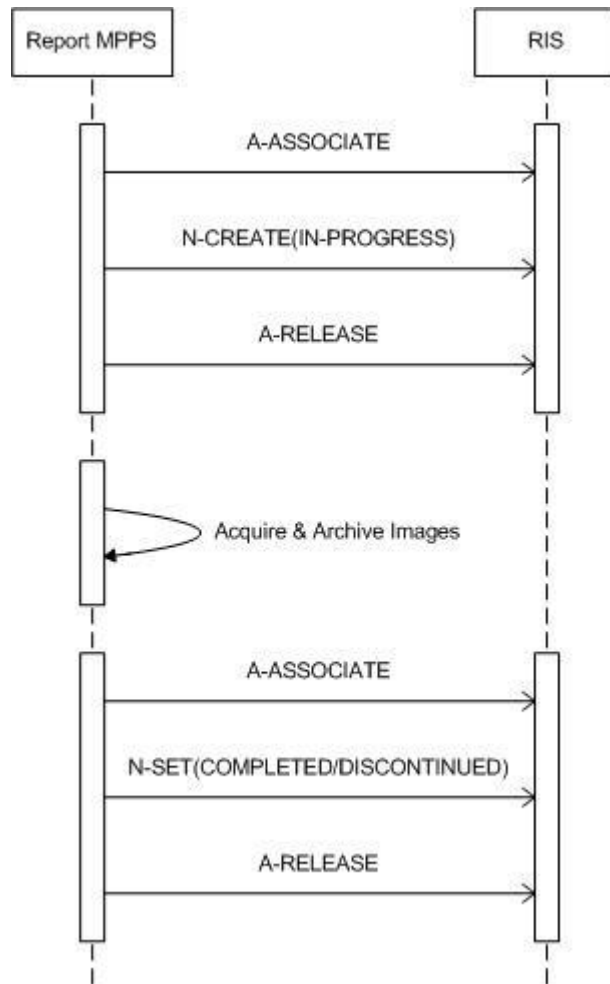 Report MPPS
RIS
A-ASSOCIATE
N-CREATE(IN-PROGRESS)
A-RELEASE
Acquire & Archive Images
A-ASSOCIATE
N-SET(COMPLETED/DISCONTINUED)
A-RELEASE